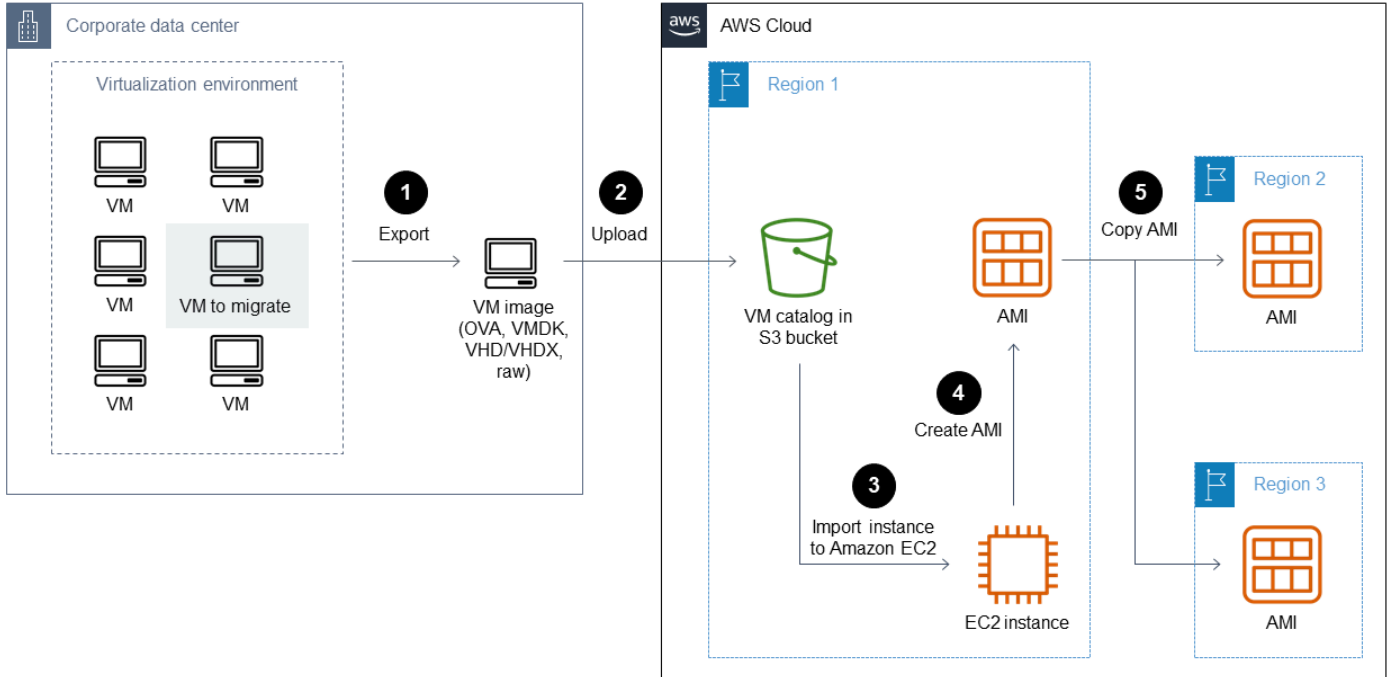 Corporate data center
Virtualization environment
VM
VM
VM
VM to migrate
VM
VM
1
Export
VM image
(OVA, VMDK,
VHD/VHDX,
raw)
2
Upload
aws
AWS Cloud
Region 1
VM catalog in
S3 bucket
3
Import instance
to Amazon EC2
EC2 instance
4
Create AMI
AMI
5
Copy AMI
Region 2
AMI
Region 3
AMI